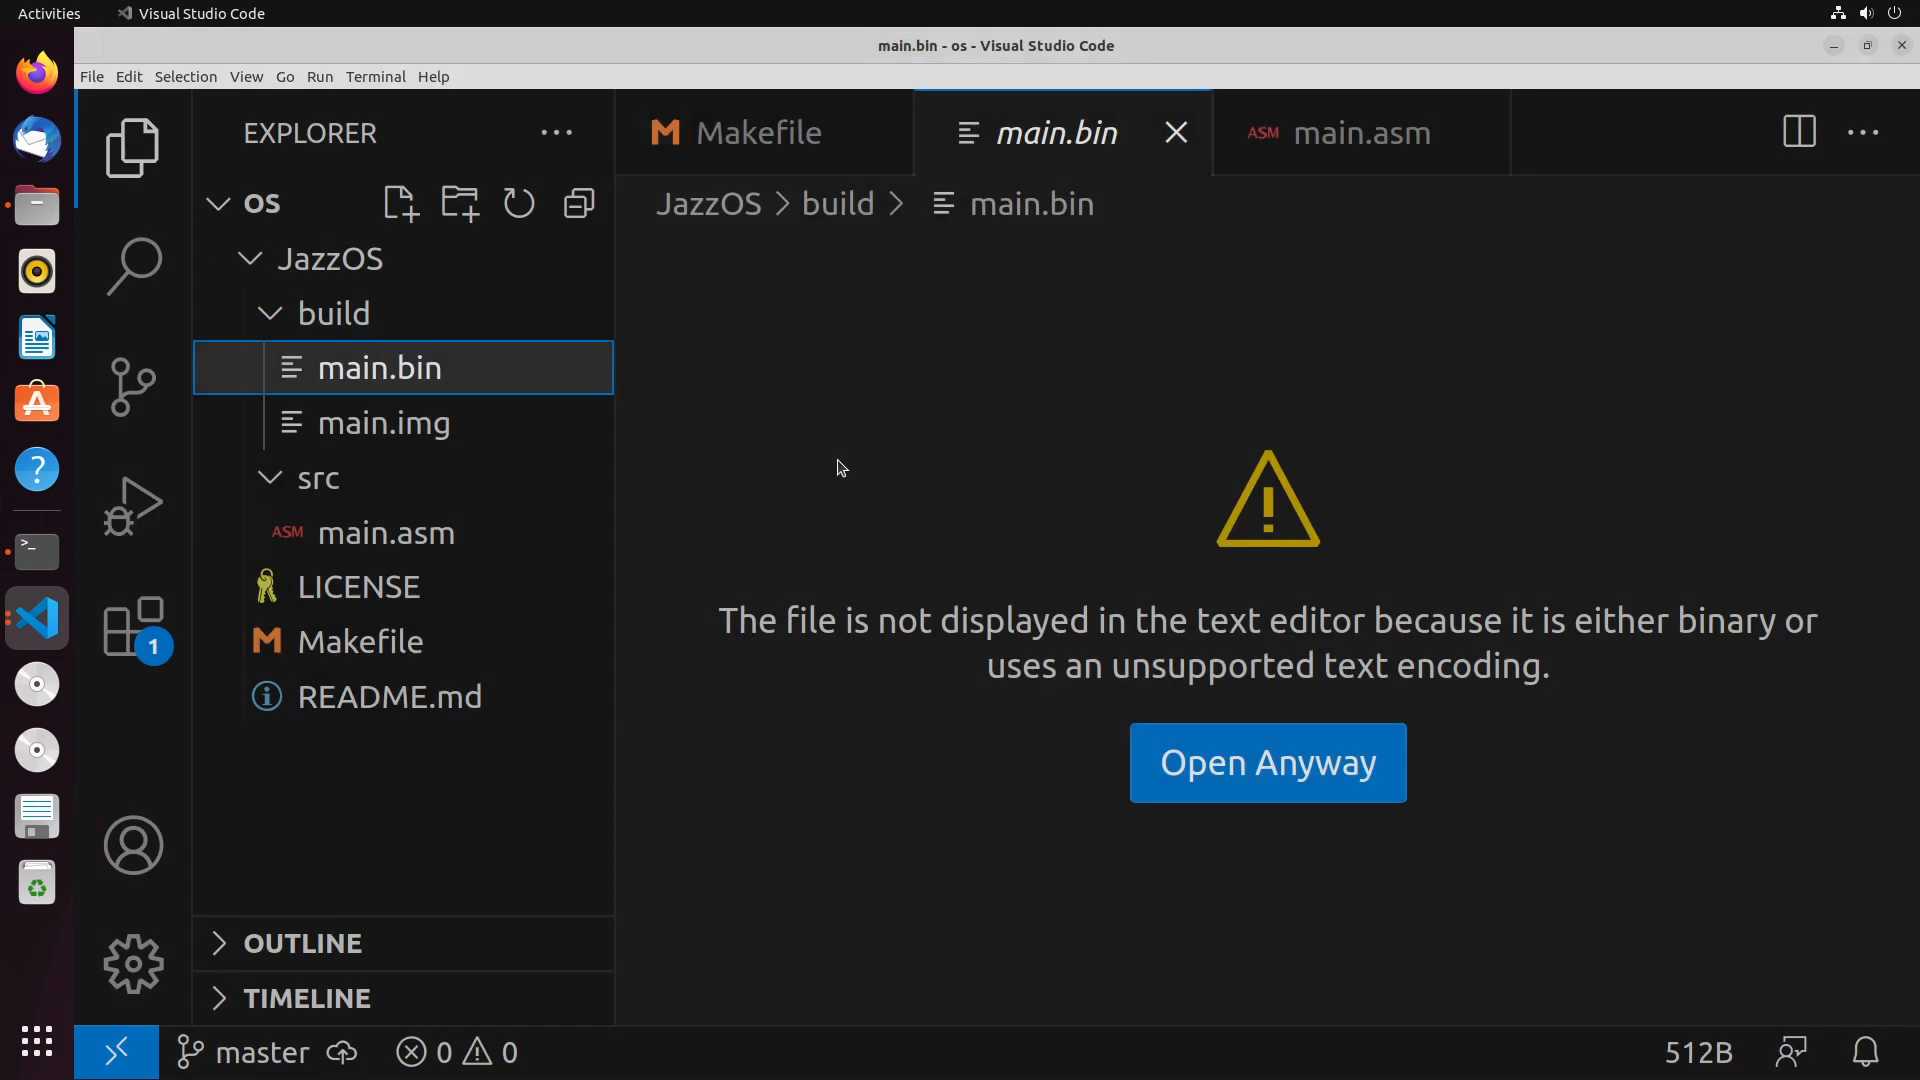 Activities
Visual Studio Code
main.bin - os - Visual Studio Code
File Edit Selection View Go Run Terminal Help
EXPLORER
OS
JazzOS
build
main.bin
main.img
src
ASM main.asm
LICENSE
Makefile
README.md
OUTLINE
TIMELINE
1
Makefile
main.bin
ASM main.asm
JazzOS > build > main.bin
The file is not displayed in the text editor because it is either binary or
uses an unsupported text encoding.
Open Anyway
master
0
0
512B